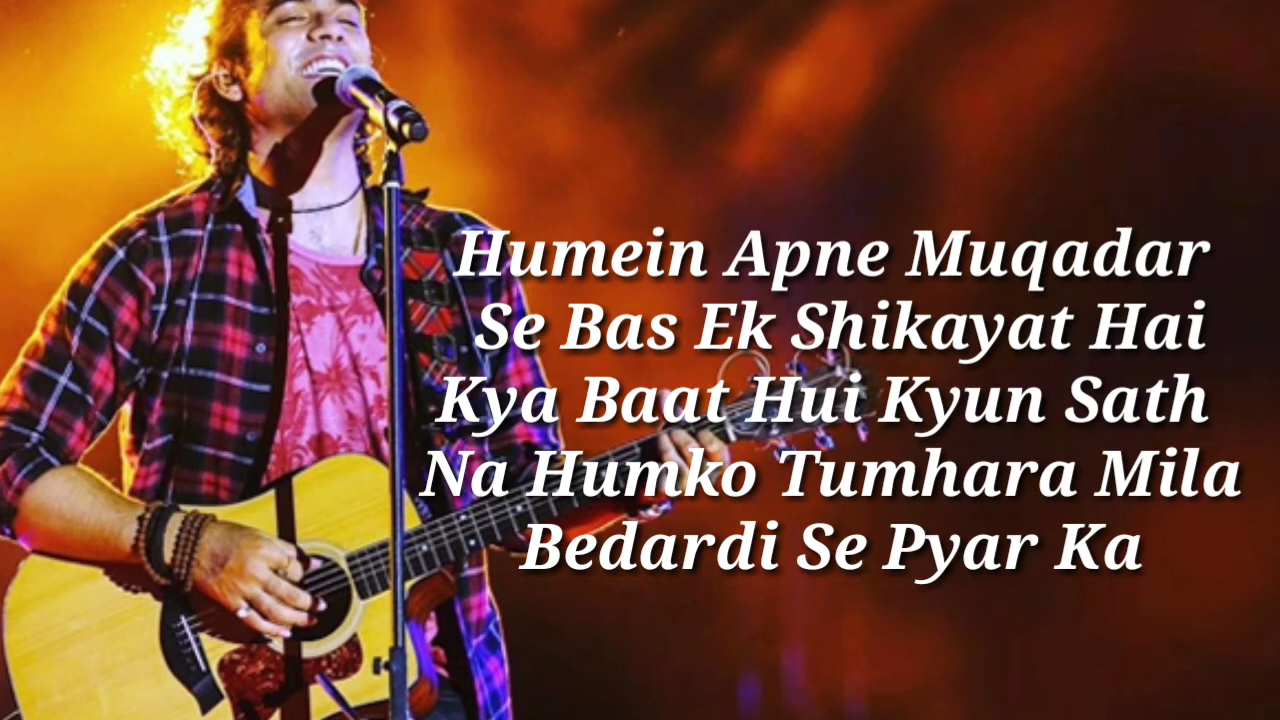 Humein Apne Muqadar
Se Bas Ek Shikayat Hai
Kya Baat Hui Kyun Sath
Na Humko Tumhara Mila
Bedardi Se Pyar Ka